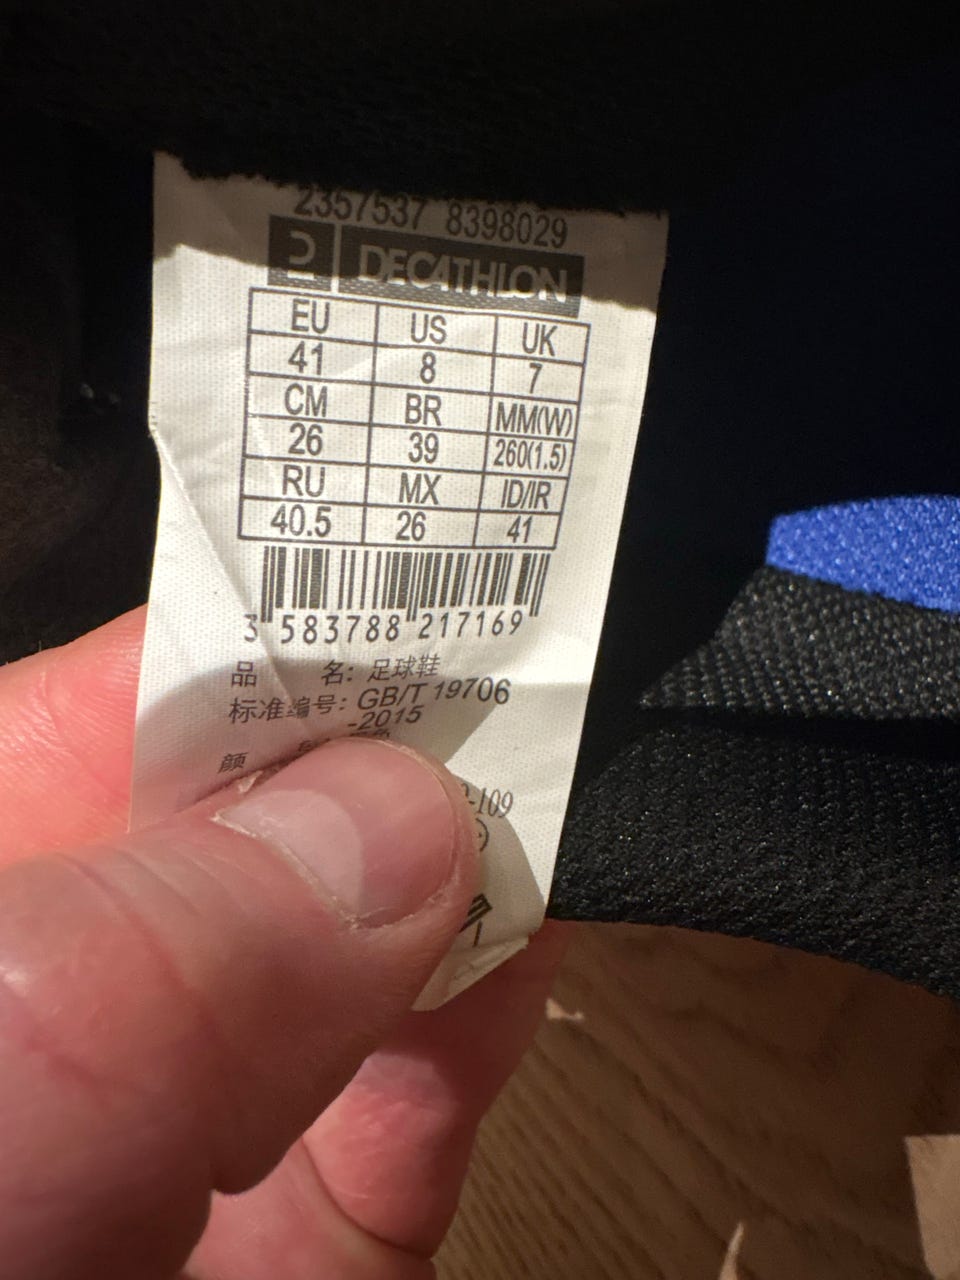 2357537 8398029
DECATHLON
EU US UK
41 8 7
CM BR MM(W)
26 39 260(1.5)
RU MX ID/IR
40.5 26 41
3 583788 217169
品 名: 足球鞋
标准编号: GB/T 19706
-2015
颜
-109